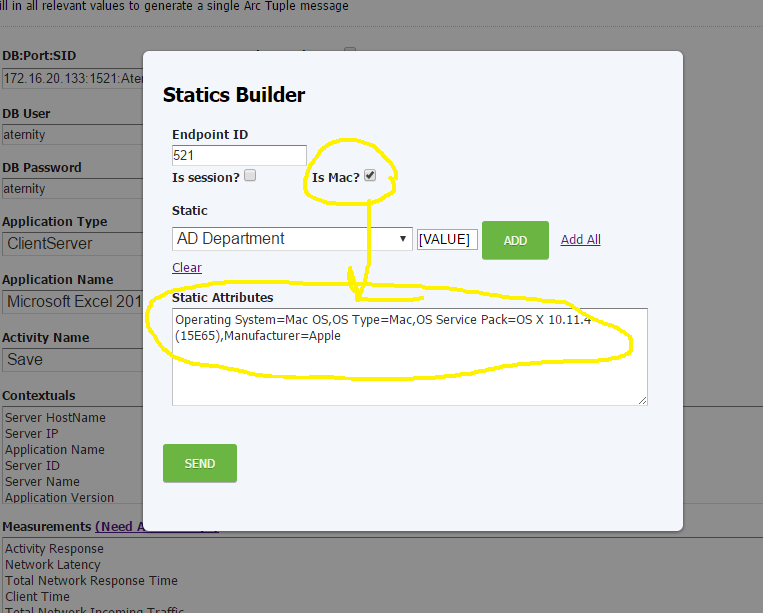 ill in all relevant values to generate a single Arc Tuple message
DB:Port:SID
172.16.20.133:1521:Ate
DB User
aternity
DB Password
aternity
Application Type
ClientServer
Application Name
Microsoft Excel 201
Activity Name
Save
Contextuals
Server HostName
Server IP
Application Name
Server ID
Server Name
Application Version
Measurements (Need A
Activity Response
Network Latency
Total Network Response Time
Client Time
Total Network Incoming Traffic
Statics Builder
Endpoint ID
521
Is session? Is Mac?
Static
AD Department [VALUE] ADD Add All
Clear
Static Attributes
Operating System=Mac OS,OS Type=Mac,OS Service Pack=OS X 10.11.4
(15E65),Manufacturer=Apple
SEND